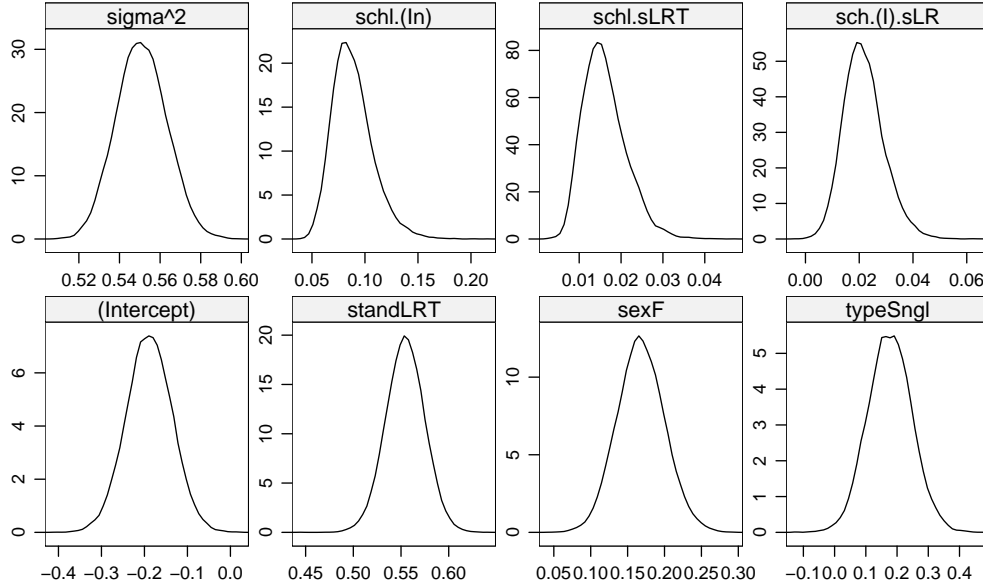 sigma^2
schl.(In)
schl.sLRT
sch.(I).sLR
0 10 20 30
0 5 10 15 20
0 20 40 60 80
0 10 20 30 40 50
0.52 0.54 0.56 0.58 0.60
0.05 0.10 0.15 0.20
0.01 0.02 0.03 0.04
0.00 0.02 0.04 0.06
(Intercept)
standLRT
sexF
typeSngl
0 2 4 6
0 5 10 15 20
0 5 10
0 1 2 3 4 5
−0.4 −0.3 −0.2 −0.1 0.0
0.45 0.50 0.55 0.60
0.05 0.10 0.15 0.20 0.25 0.30
−0.1 0.0 0.1 0.2 0.3 0.4